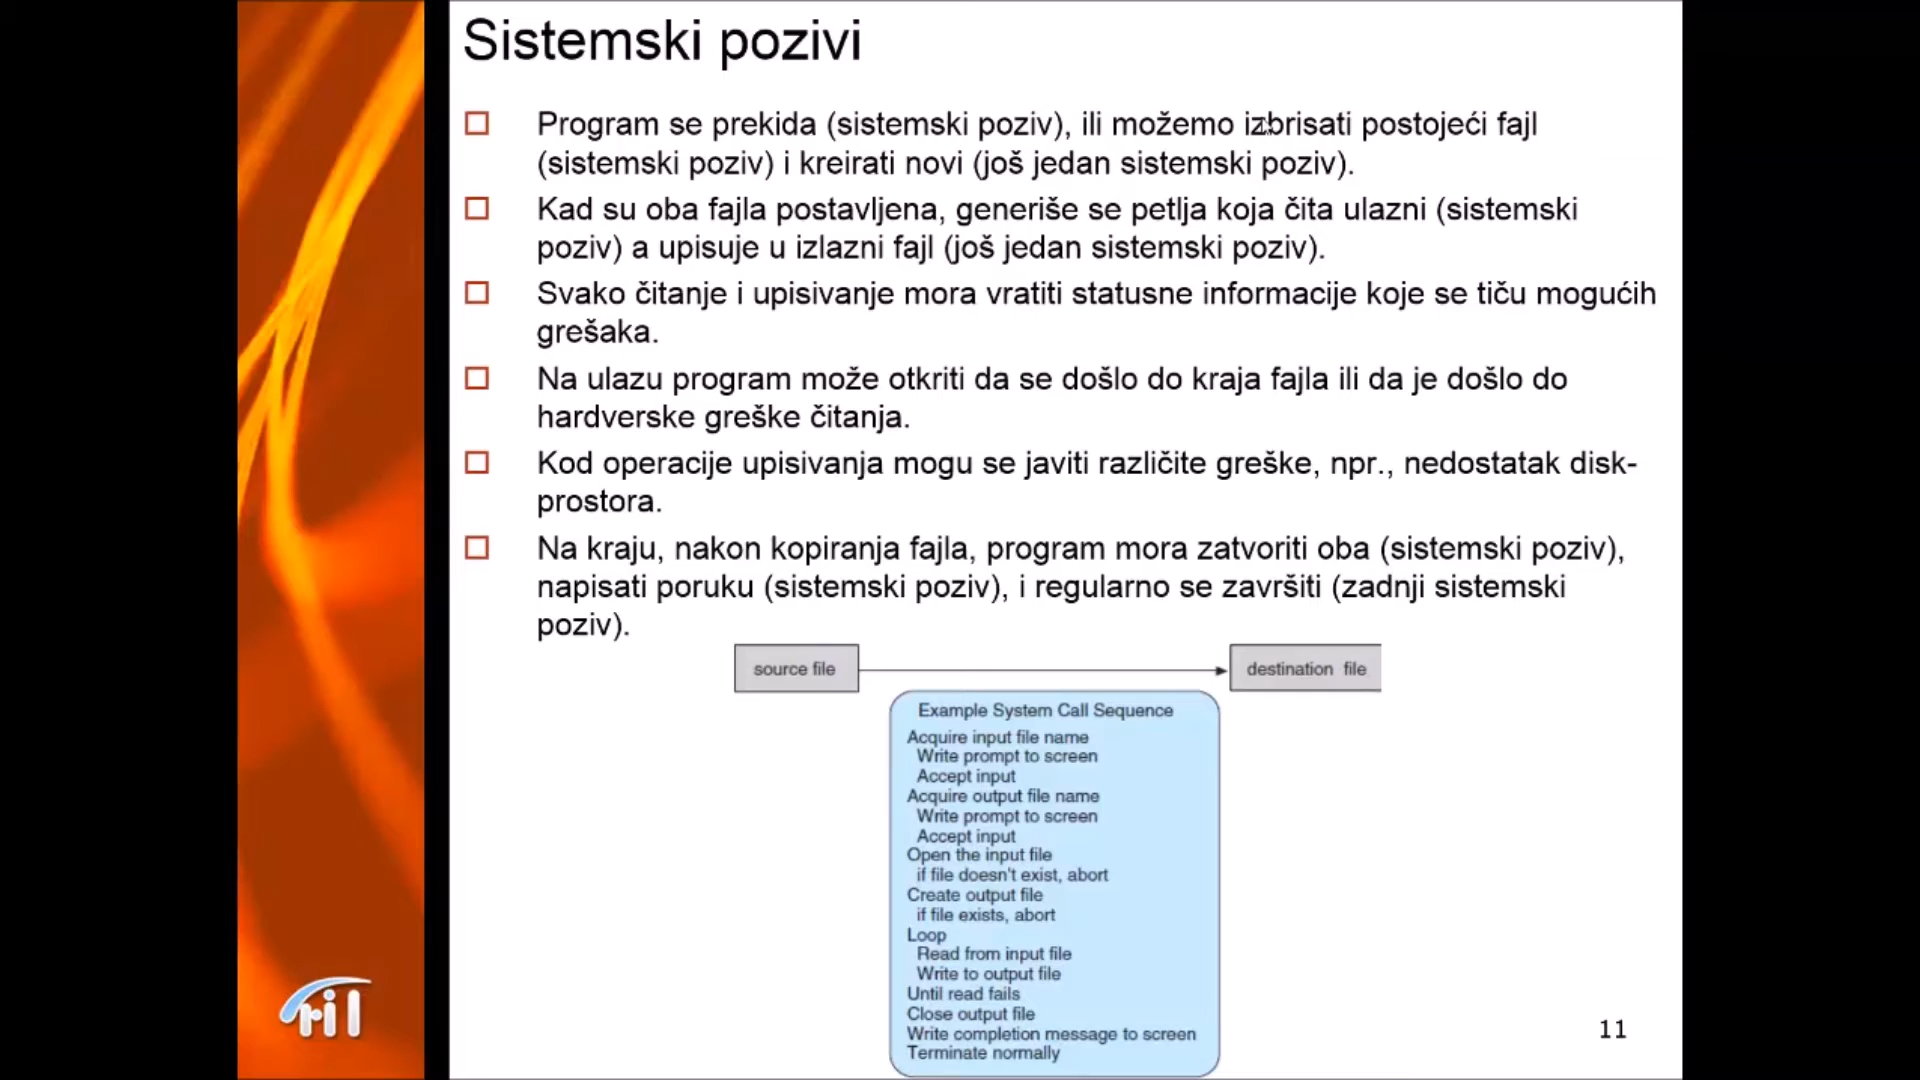 Sistemski pozivi
Program se prekida (sistemski poziv), ili možemo izbrisati postojeći fajl
(sistemski poziv) i kreirati novi (još jedan sistemski poziv).
Kad su oba fajla postavljena, generiše se petlja koja čita ulazni (sistemski
poziv) a upisuje u izlazni fajl (još jedan sistemski poziv).
Svako čitanje i upisivanje mora vratiti statusne informacije koje se tiču mogućih
grešaka.
Na ulazu program može otkriti da se došlo do kraja fajla ili da je došlo do
hardverske greške čitanja.
Kod operacije upisivanja mogu se javiti različite greške, npr., nedostatak disk-
prostora.
Na kraju, nakon kopiranja fajla, program mora zatvoriti oba (sistemski poziv),
napisati poruku (sistemski poziv), i regularno se završiti (zadnji sistemski
poziv).
source file
destination file
Example System Call Sequence
Acquire input file name
Write prompt to screen
Accept input
Acquire output file name
Write prompt to screen
Accept input
Open the input file
if file doesn't exist, abort
Create output file
if file exists, abort
Loop
Read from input file
Write to output file
Until read fails
Close output file
Write completion message to screen
Terminate normally
11